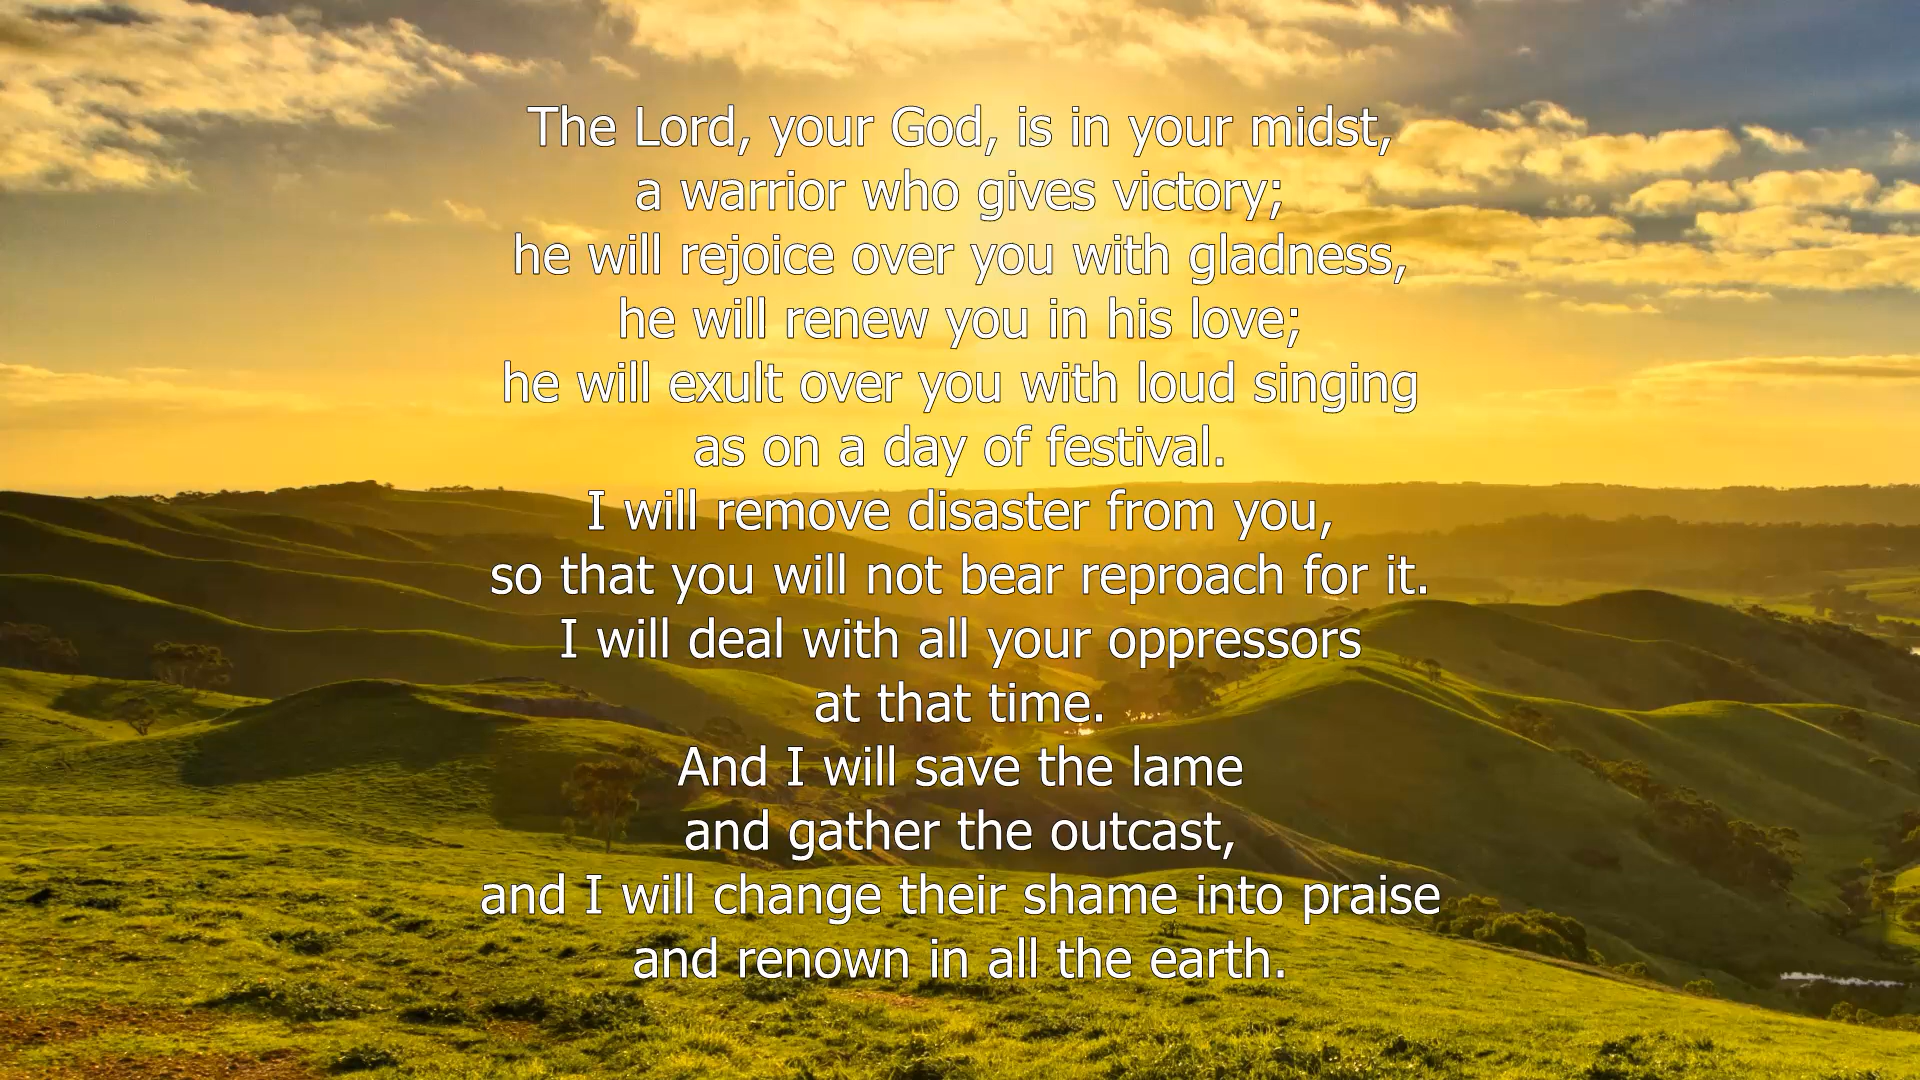 The Lord, your God, is in your midst,
a warrior who gives victory;
he will rejoice over you with gladness,
he will renew you in his love;
he will exult over you with loud singing
as on a day of festival.
I will remove disaster from you,
so that you will not bear reproach for it.
I will deal with all your oppressors
at that time.
And I will save the lame
and gather the outcast,
and I will change their shame into praise
and renown in all the earth.